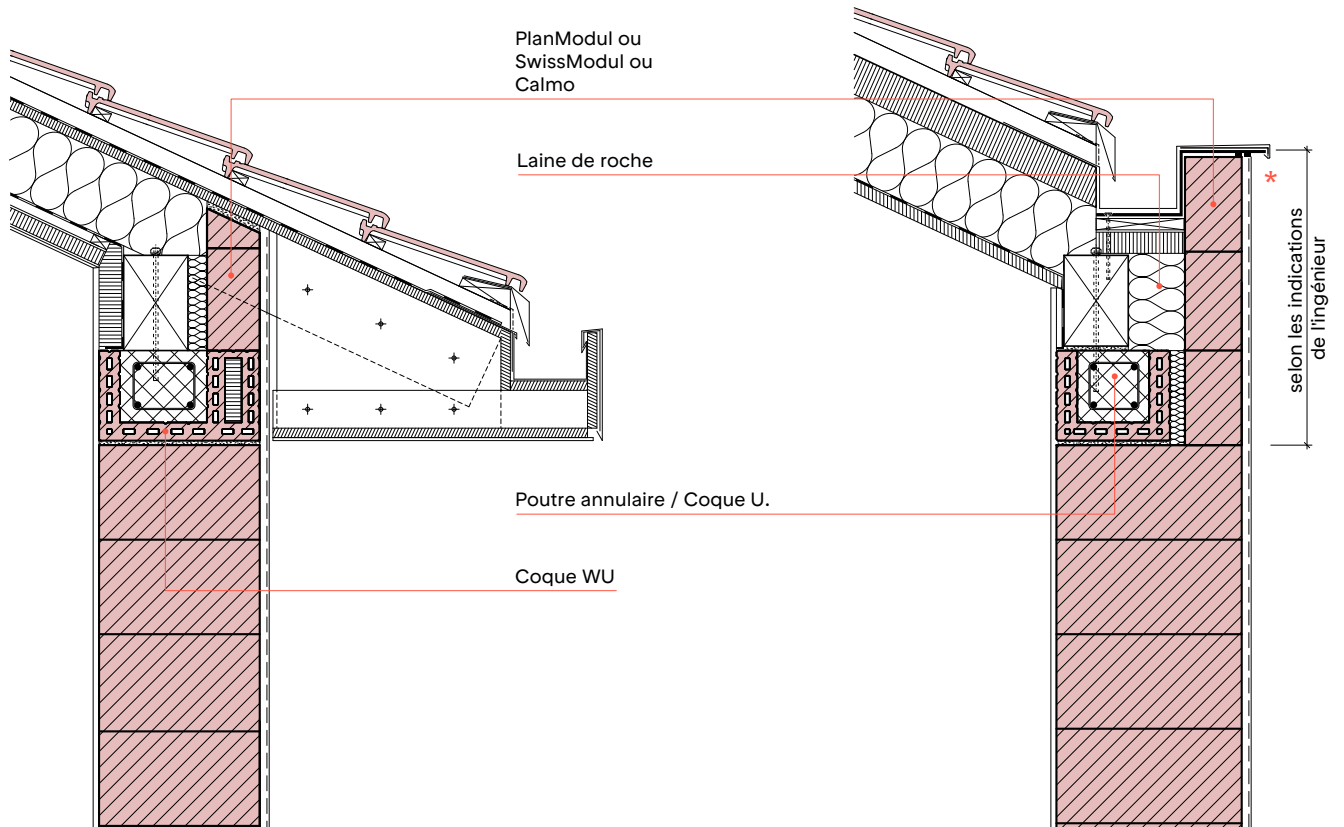 PlanModul ou
SwissModul ou
Calmo
Laine de roche
*
selon les indications
de l'ingénieur
Poutre annulaire / Coque U.
Coque WU